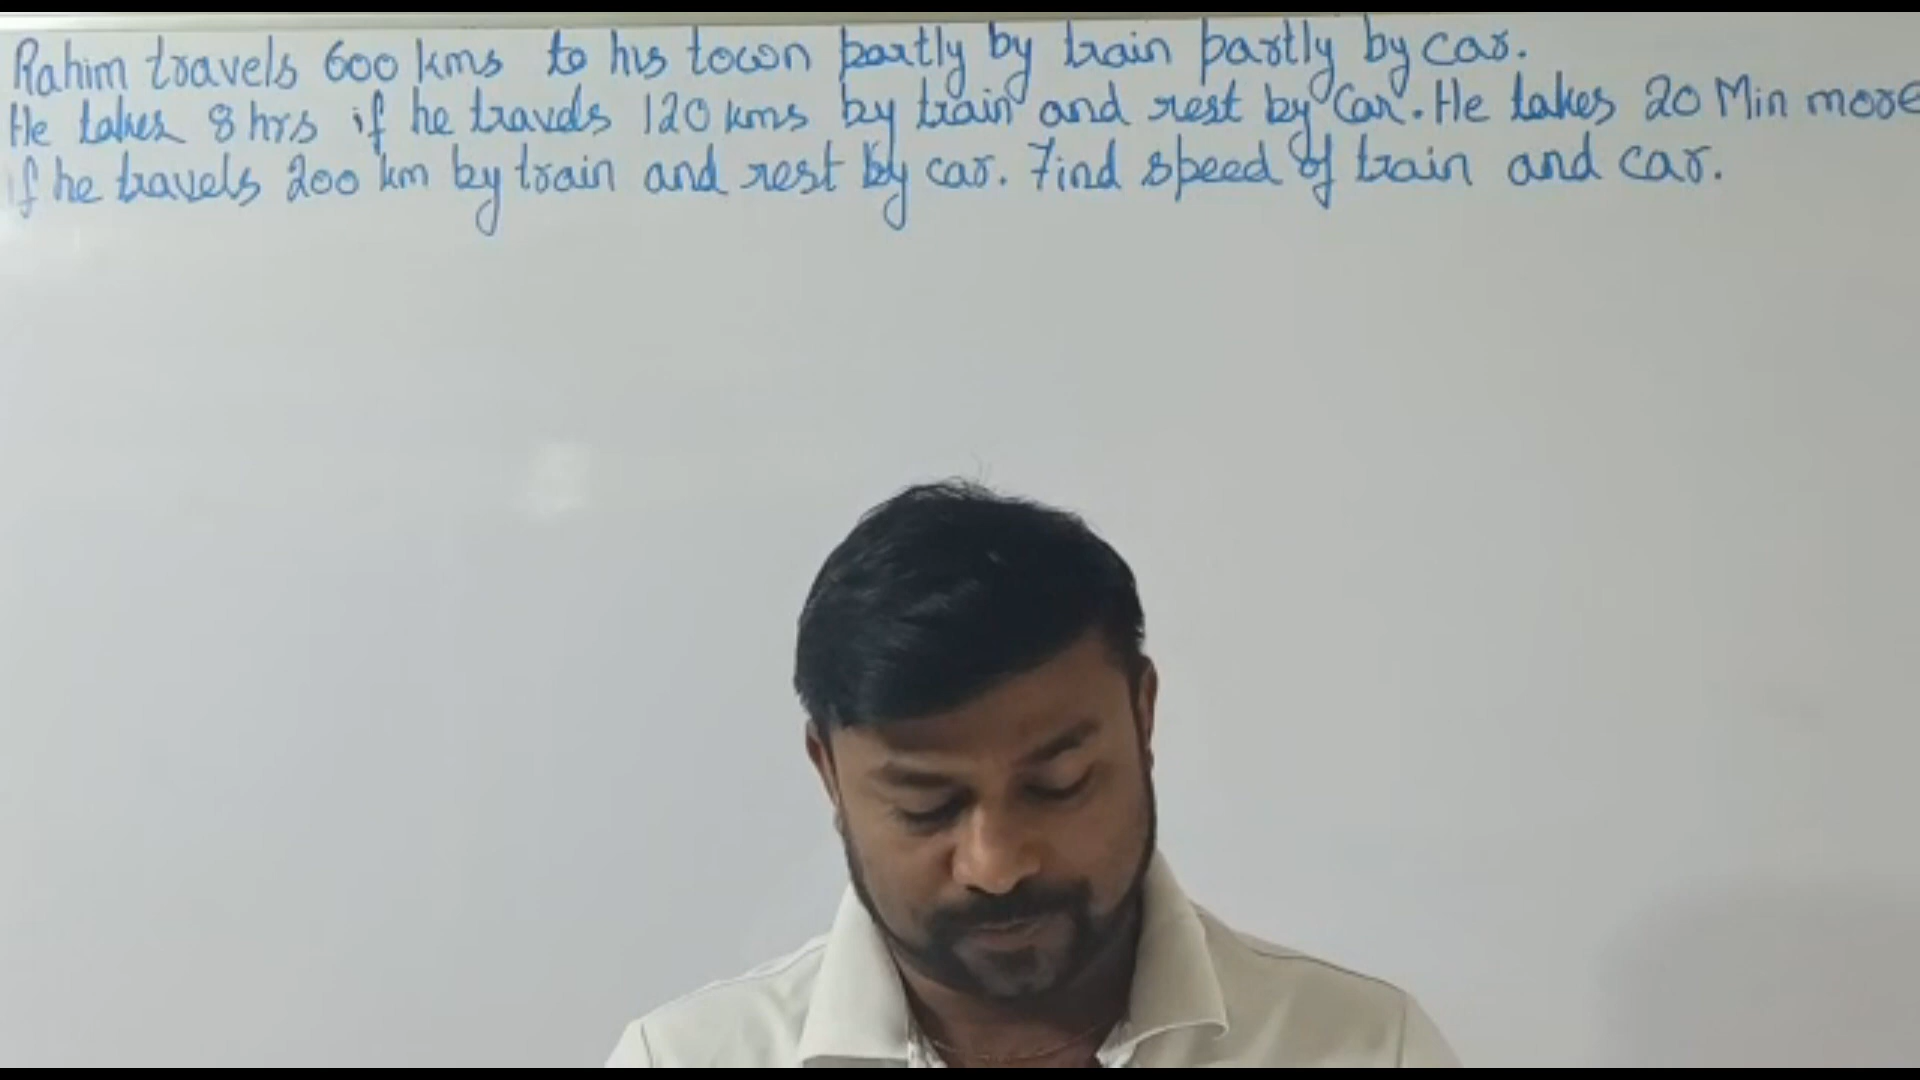 Rahim travels 600 kms to his town partly by train partly by car.
He takes 8 hrs if he travels 120 kms by train and rest by Car. He takes 20 Min more
if he travels 200 km by train and rest by car. Find speed of train and car.